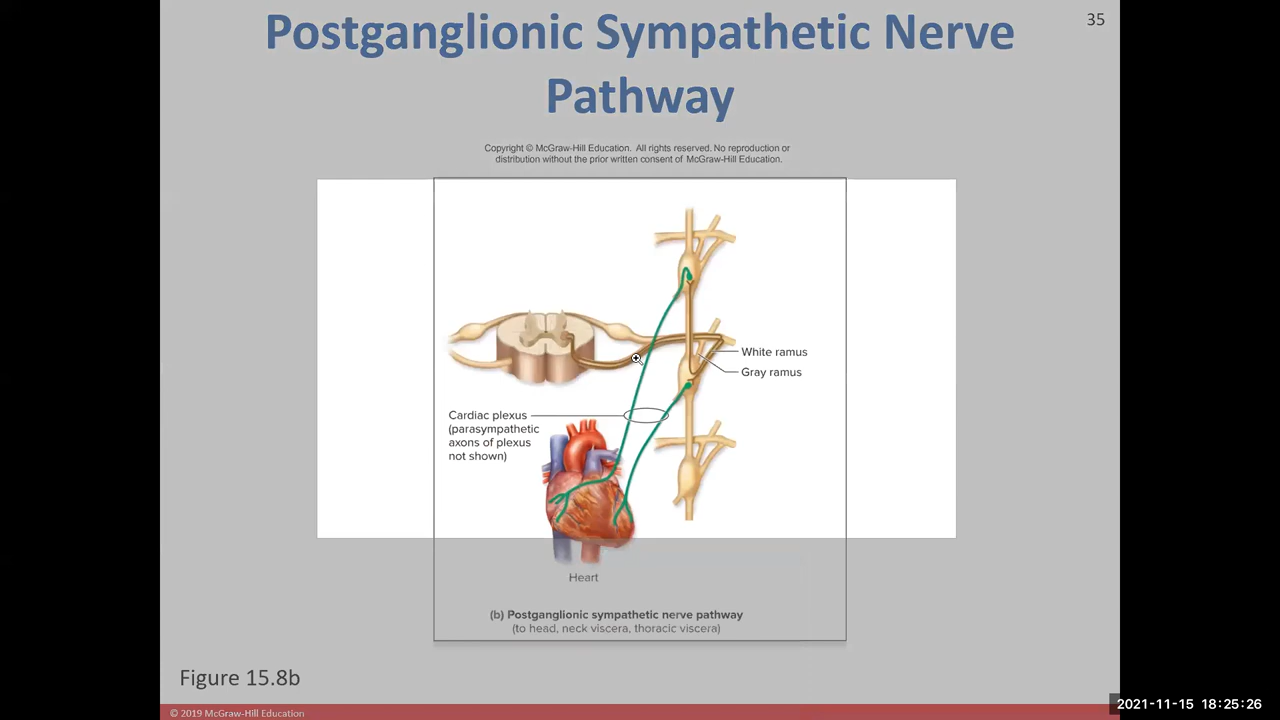 Postganglionic Sympathetic Nerve
Pathway
35
Copyright © McGraw-Hill Education. All rights reserved. No reproduction or
distribution without the prior written consent of McGraw-Hill Education.
White ramus
Gray ramus
Cardiac plexus
(parasympathetic
axons of plexus
not shown)
Heart
(b) Postganglionic sympathetic nerve pathway
(to head, neck viscera, thoracic viscera)
Figure 15.8b
© 2019 McGraw-Hill Education
2021-11-15 18:25:26